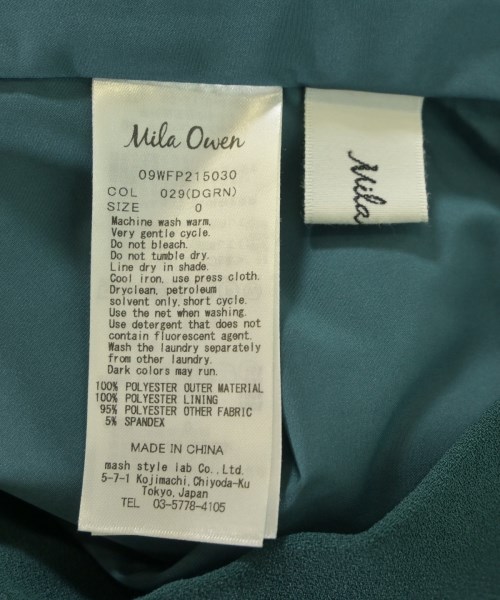 Mila Owen
09WFP215030
COL 029(DGRN)
SIZE 0
Machine wash warm.
Very gentle cycle.
Do not bleach.
Do not tumble dry.
Line dry in shade.
Cool iron, use press cloth.
Dryclean, petroleum
solvent only, short cycle.
Use the net when washing.
Use detergent that does not
contain fluorescent agent.
Wash the laundry separately
from other laundry.
Dark colors may run.
100% POLYESTER OUTER MATERIAL
100% POLYESTER LINING
95% POLYESTER OTHER FABRIC
5% SPANDEX
MADE IN CHINA
mash style lab Co.,Ltd.
5-7-1 Kojimachi,Chiyoda-Ku
Tokyo,Japan
TEL 03-5778-4105
Mila